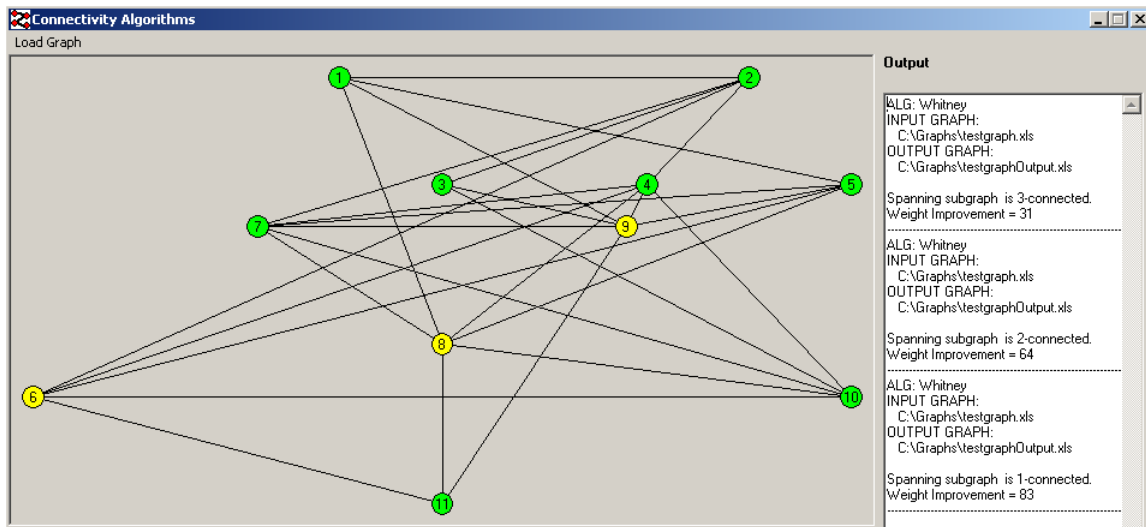 Connectivity Algorithms
Load Graph
1
2
3
4
5
7
9
8
6
10
11
Output
ALG: Whitney
INPUT GRAPH:
C:\Graphs\testgraph.xls
OUTPUT GRAPH:
C:\Graphs\testgraphOutput.xls
Spanning subgraph is 3-connected.
Weight Improvement = 31
ALG: Whitney
INPUT GRAPH:
C:\Graphs\testgraph.xls
OUTPUT GRAPH:
C:\Graphs\testgraphOutput.xls
Spanning subgraph is 2-connected.
Weight Improvement = 64
ALG: Whitney
INPUT GRAPH:
C:\Graphs\testgraph.xls
OUTPUT GRAPH:
C:\Graphs\testgraphOutput.xls
Spanning subgraph is 1-connected.
Weight Improvement = 83